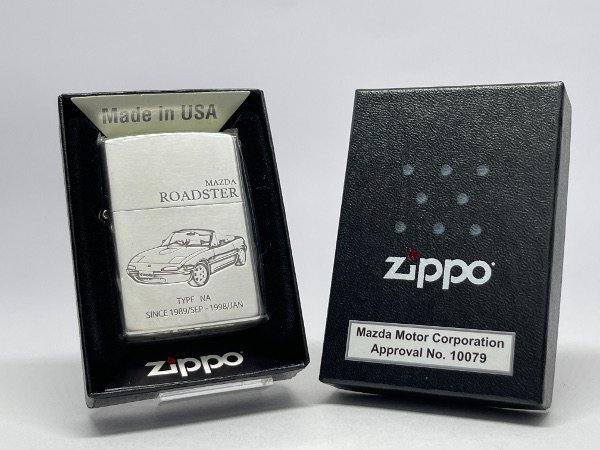 Made in USA
MAZDA
ROADSTER
TYPE NA
SINCE 1989/SEP - 1998/JAN
zippo
zippo
Mazda Motor Corporation
Approval No. 10079